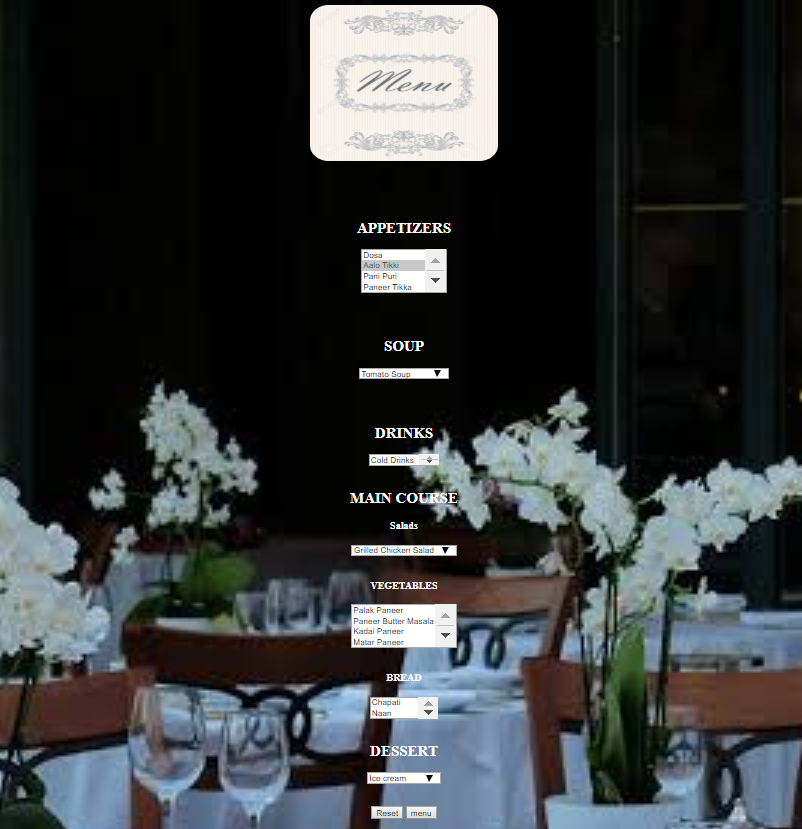 Menu
APPETIZERS
Dosa
Aalo Tikki
Pani Puri
Paneer Tikka
SOUP
Tomato Soup
DRINKS
Cold Drinks
MAIN COURSE
Salads
Grilled Chicken Salad
VEGETABLES
Palak Paneer
Paneer Butter Masala
Kadai Paneer
Matar Paneer
BREAD
Chapati
Naan
DESSERT
Ice cream
Reset menu